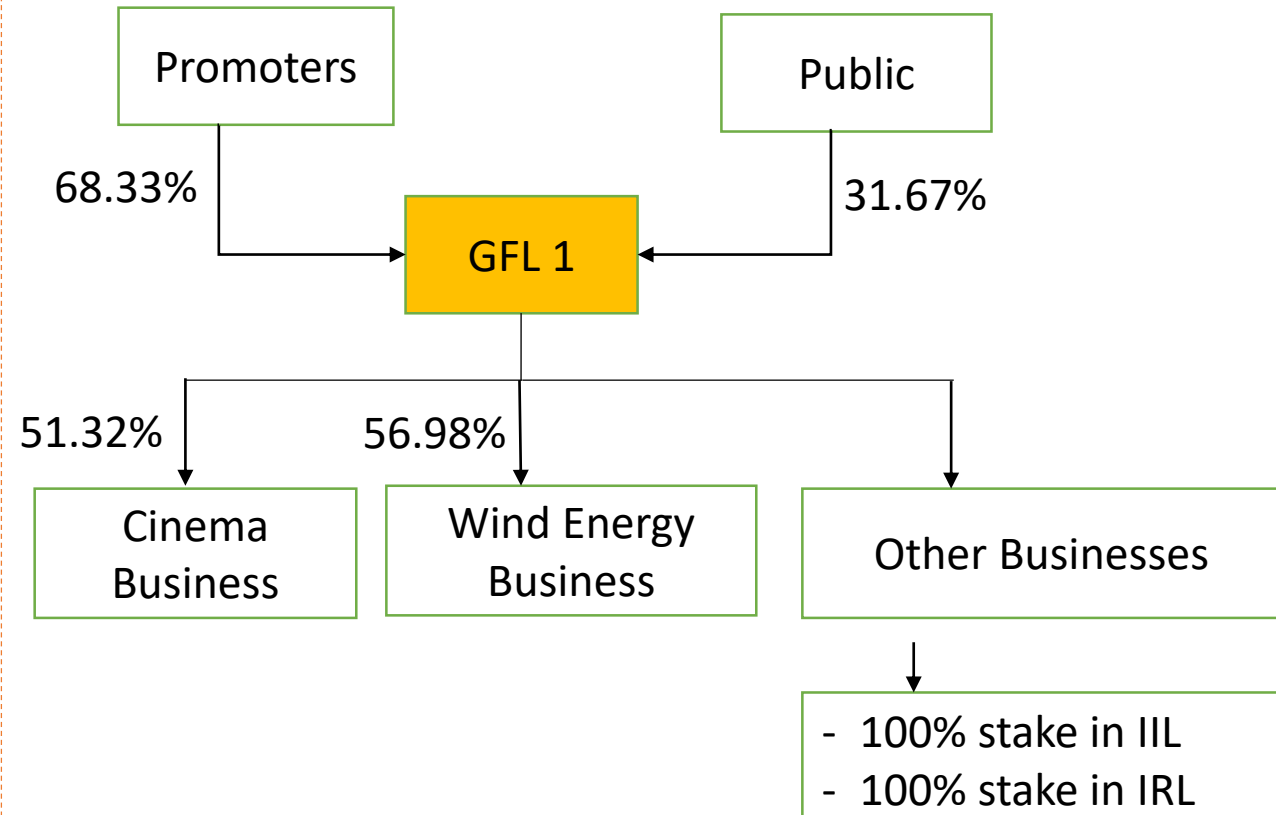 Promoters
Public
68.33%
31.67%
GFL 1
51.32%
56.98%
Cinema
Business
Wind Energy
Business
Other Businesses
- 100% stake in IIL
- 100% stake in IRL